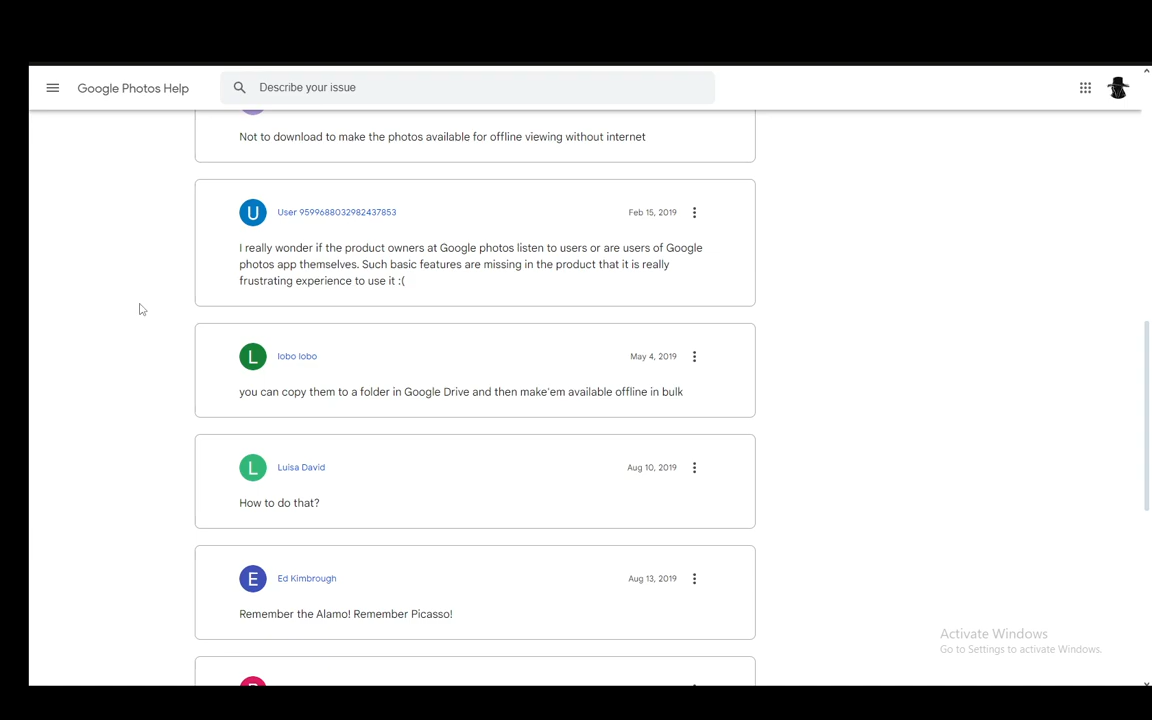 Google Photos Help
Describe your issue
Not to download to make the photos available for offline viewing without internet
U
User 9599688032982437853
Feb 15, 2019
I really wonder if the product owners at Google photos listen to users or are users of Google
photos app themselves. Such basic features are missing in the product that it is really
frustrating experience to use it :(
L
lobo lobo
May 4, 2019
you can copy them to a folder in Google Drive and then make'em available offline in bulk
L
Luisa David
Aug 10, 2019
How to do that?
E
Ed Kimbrough
Aug 13, 2019
Remember the Alamo! Remember Picasso!
Activate Windows
Go to Settings to activate Windows.